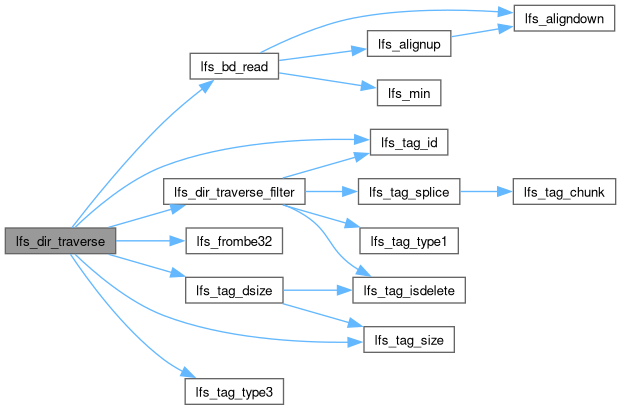 lfs_dir_traverse
lfs_bd_read
lfs_aligndown
lfs_alignup
lfs_min
lfs_tag_id
lfs_dir_traverse_filter
lfs_tag_splice
lfs_tag_chunk
lfs_tag_type1
lfs_frombe32
lfs_tag_dsize
lfs_tag_isdelete
lfs_tag_size
lfs_tag_type3